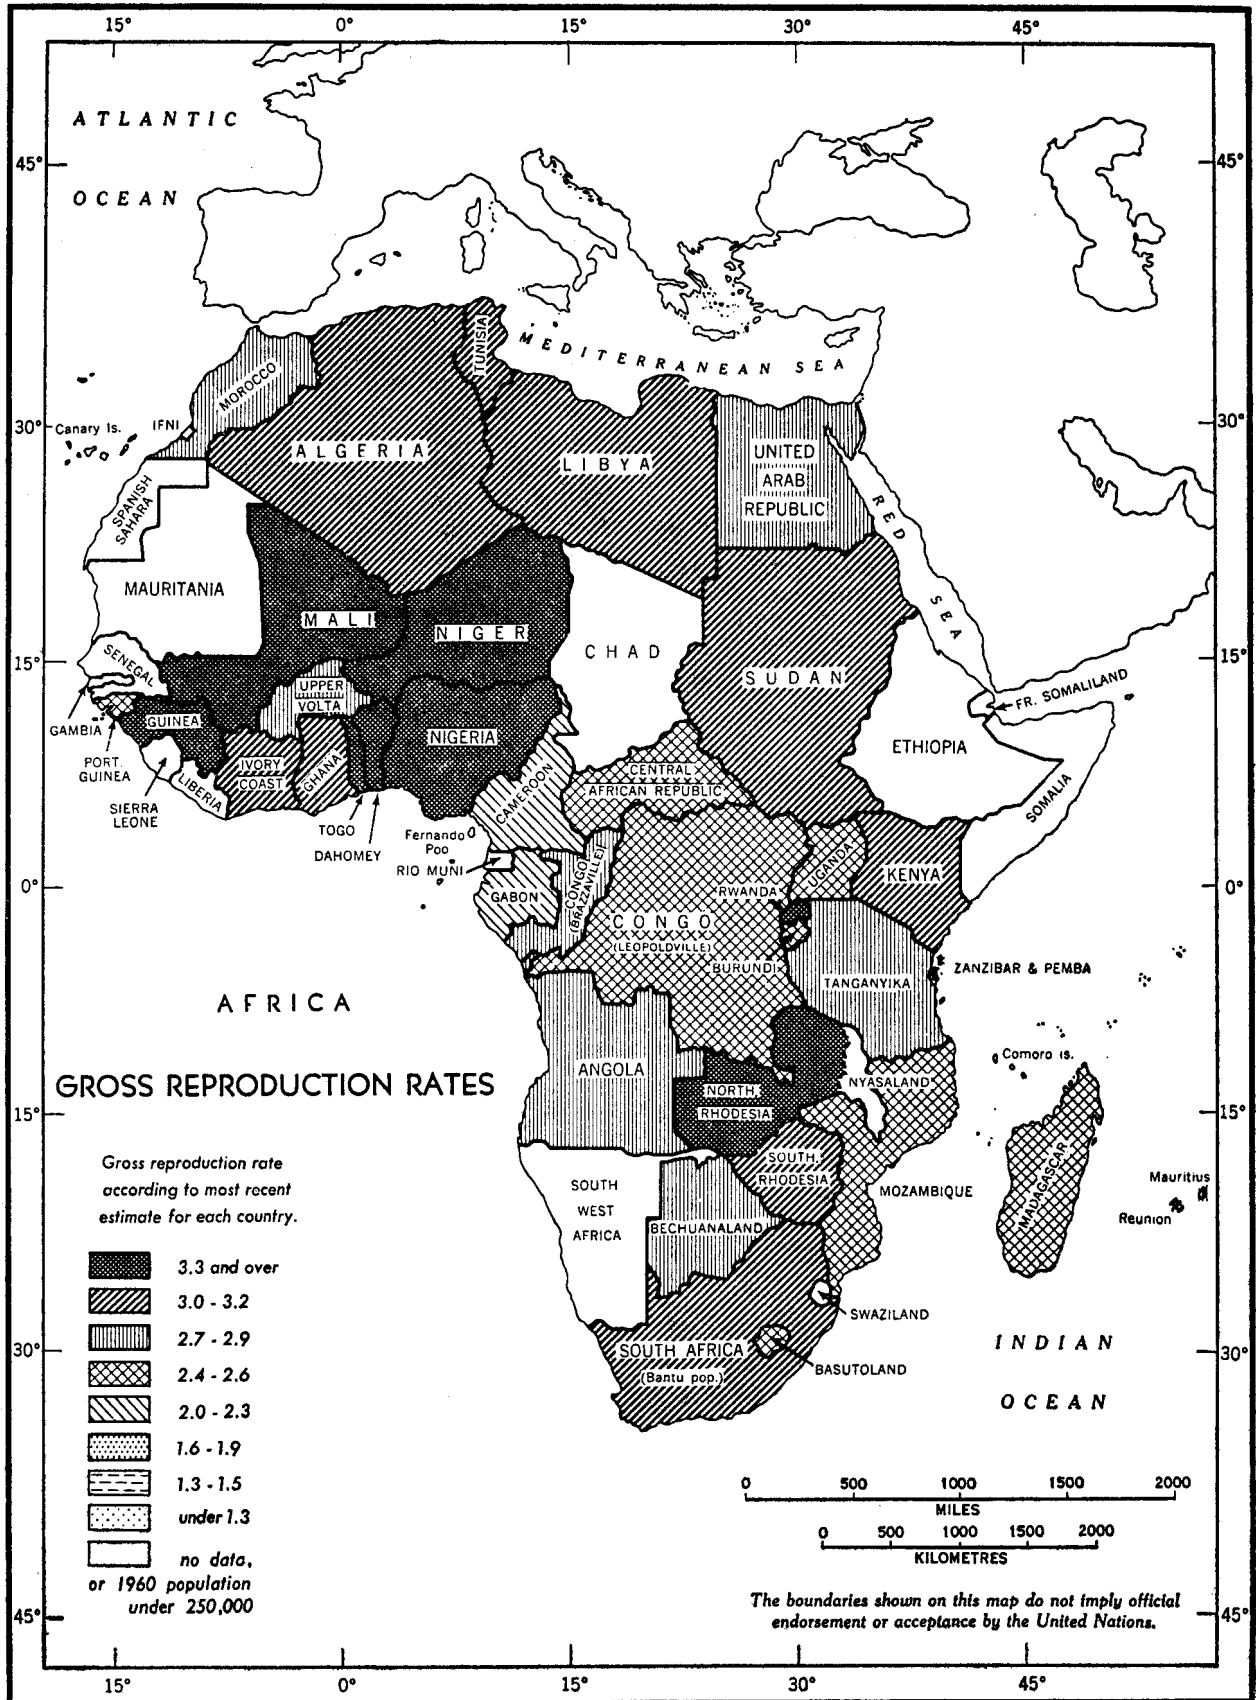 15° 0° 15° 30° 45°
ATLANTIC
OCEAN
45° 45°
MEDITERRANEAN SEA
TUNISIA
MOROCCO
30° 30°
Canary Is.
IFNI
ALGERIA
LIBYA
UNITED
ARAB
REPUBLIC
SPANISH
SAHARA
RED SEA
MAURITANIA
MALI
NIGER
CHAD
SUDAN
15° 15°
SENEGAL
FR. SOMALILAND
UPPER
VOLTA
GAMBIA
GUINEA
NIGERIA
ETHIOPIA
PORT.
GUINEA
IVORY
COAST
GHANA
CAMEROON
CENTRAL
AFRICAN REPUBLIC
SOMALIA
SIERRA
LEONE
LIBERIA
TOGO
DAHOMEY
Fernando
Poo
RIO MUNI
UGANDA
KENYA
0° 0°
GABON
CONGO
(BRAZZAVILLE)
RWANDA
CONGO
(LEOPOLDVILLE)
BURUNDI
ZANZIBAR & PEMBA
TANGANYIKA
AFRICA
GROSS REPRODUCTION RATES
ANGOLA
Comoro is.
NORTH,
RHODESIA
NYASALAND
15° 15°
SOUTH,
RHODESIA
MOZAMBIQUE
MADAGASCAR
Mauritius
Reunion
SOUTH
WEST
AFRICA
BECHUANALAND
SWAZILAND
SOUTH AFRICA
(Bantu pop.)
BASUTOLAND
30° 30°
INDIAN
OCEAN
Gross reproduction rate
according to most recent
estimate for each country.
3.3 and over
3.0 - 3.2
2.7 - 2.9
2.4 - 2.6
2.0 - 2.3
1.6 - 1.9
1.3 - 1.5
under 1.3
no data,
or 1960 population
under 250,000
0 500 1000 1500 2000
MILES
0 500 1000 1500 2000
KILOMETRES
The boundaries shown on this map do not imply official
endorsement or acceptance by the United Nations.
45° 45°
15° 0° 15° 30° 45°